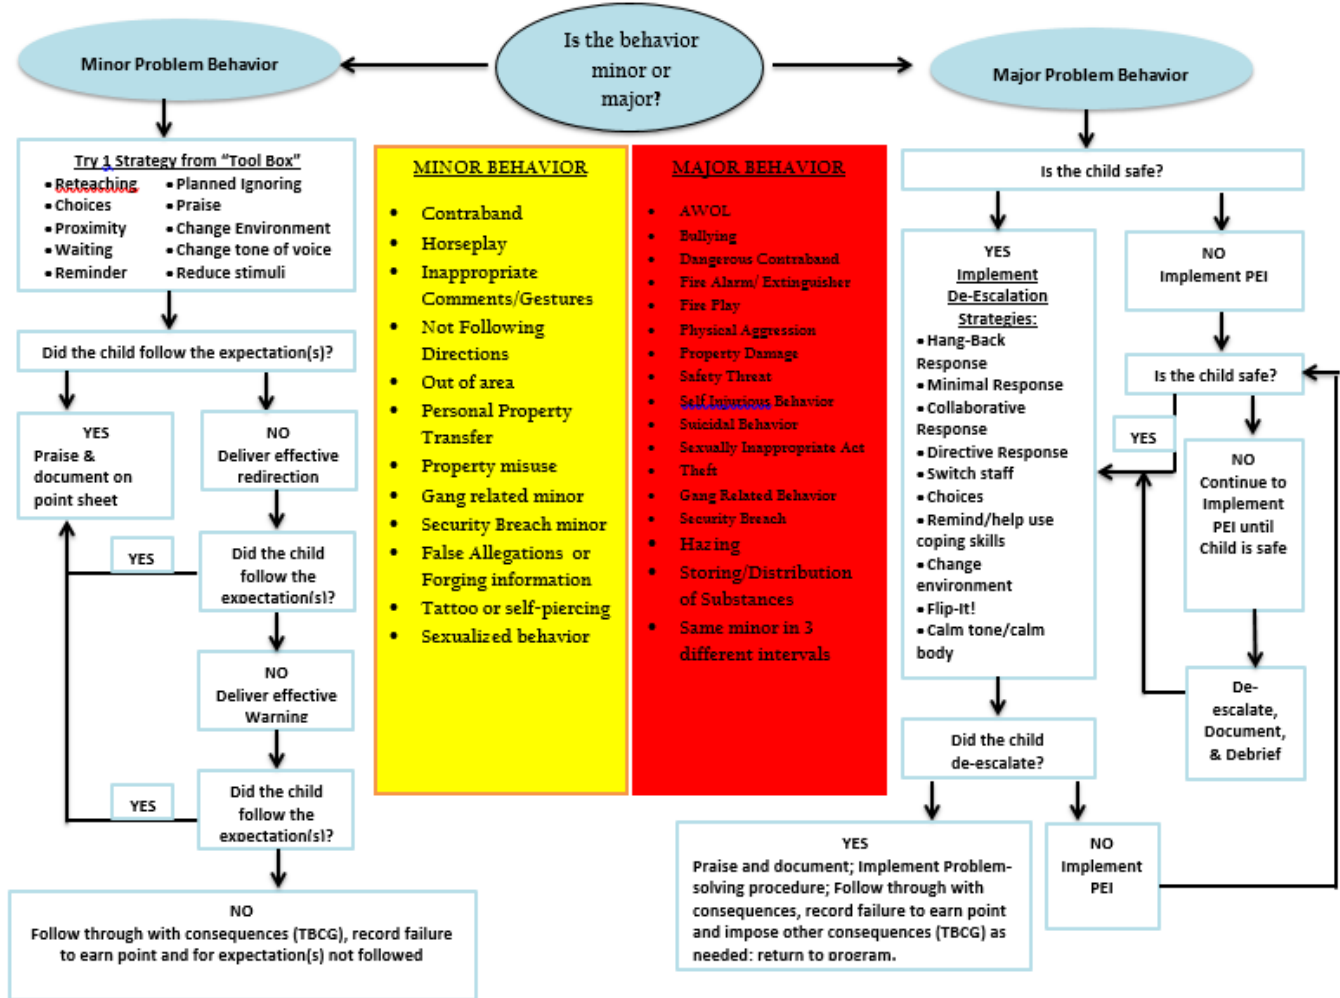 Is the behavior
minor or
major?
Minor Problem Behavior
Major Problem Behavior
Try 1 Strategy from “Tool Box”
• Reteaching
• Choices
• Proximity
• Waiting
• Reminder
• Planned Ignoring
• Praise
• Change Environment
• Change tone of voice
• Reduce stimuli
Did the child follow the expectation(s)?
YES
Praise &
document on
point sheet
NO
Deliver effective
redirection
YES
Did the child
follow the
expectation(s)?
NO
Deliver effective
Warning
YES
Did the child
follow the
expectation(s)?
NO
Follow through with consequences (TBCG), record failure
to earn point and for expectation(s) not followed
MINOR BEHAVIOR
• Contraband
• Horseplay
• Inappropriate
Comments/Gestures
• Not Following
Directions
• Out of area
• Personal Property
Transfer
• Property misuse
• Gang related minor
• Security Breach minor
• False Allegations or
Forging information
• Tattoo or self-piercing
• Sexualized behavior
MAJOR BEHAVIOR
• AWOL
• Bullying
• Dangerous Contraband
• Fire Alarm/ Extinguisher
• Fire Play
• Physical Aggression
• Property Damage
• Safety Threat
• Self Injurious Behavior
• Suicidal Behavior
• Sexually Inappropriate Act
• Theft
• Gang Related Behavior
• Security Breach
• Hazing
• Storing/Distribution
of Substances
• Same minor in 3
different intervals
Is the child safe?
YES
Implement
De-Escalation
Strategies:
• Hang-Back
Response
• Minimal Response
• Collaborative
Response
• Directive Response
• Switch staff
• Choices
• Remind/help use
coping skills
• Change
environment
• Flip-It!
• Calm tone/calm
body
NO
Implement PEI
Is the child safe?
YES
NO
Continue to
Implement
PEI until
Child is safe
De-
escalate,
Document,
& Debrief
Did the child
de-escalate?
YES
Praise and document; Implement Problem-
solving procedure; Follow through with
consequences, record failure to earn point
and impose other consequences (TBCG) as
needed; return to program.
NO
Implement
PEI